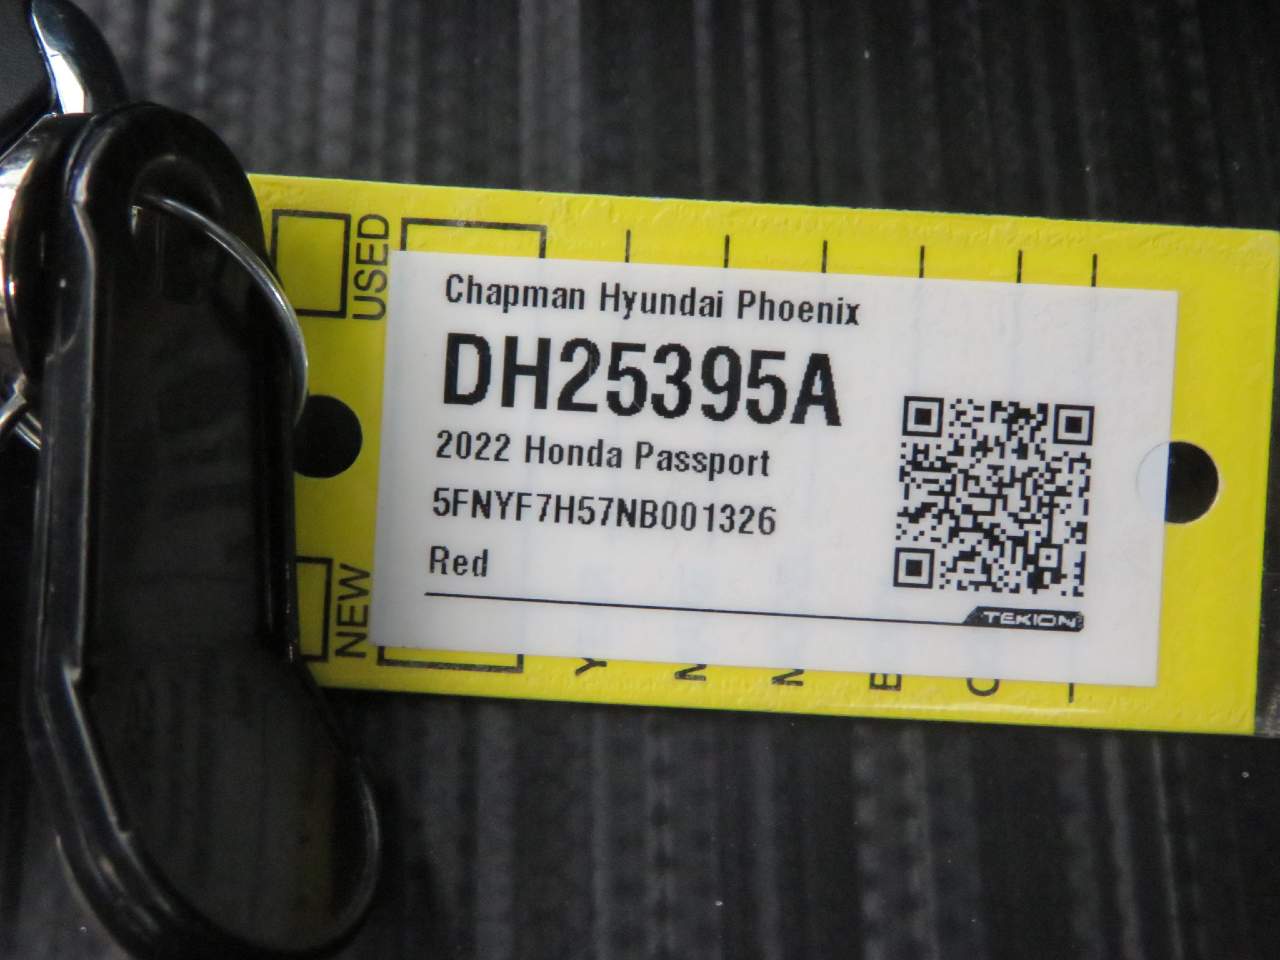 USED
Chapman Hyundai Phoenix
DH25395A
2022 Honda Passport
5FNYF7H57NB001326
Red
TEKION
NEW